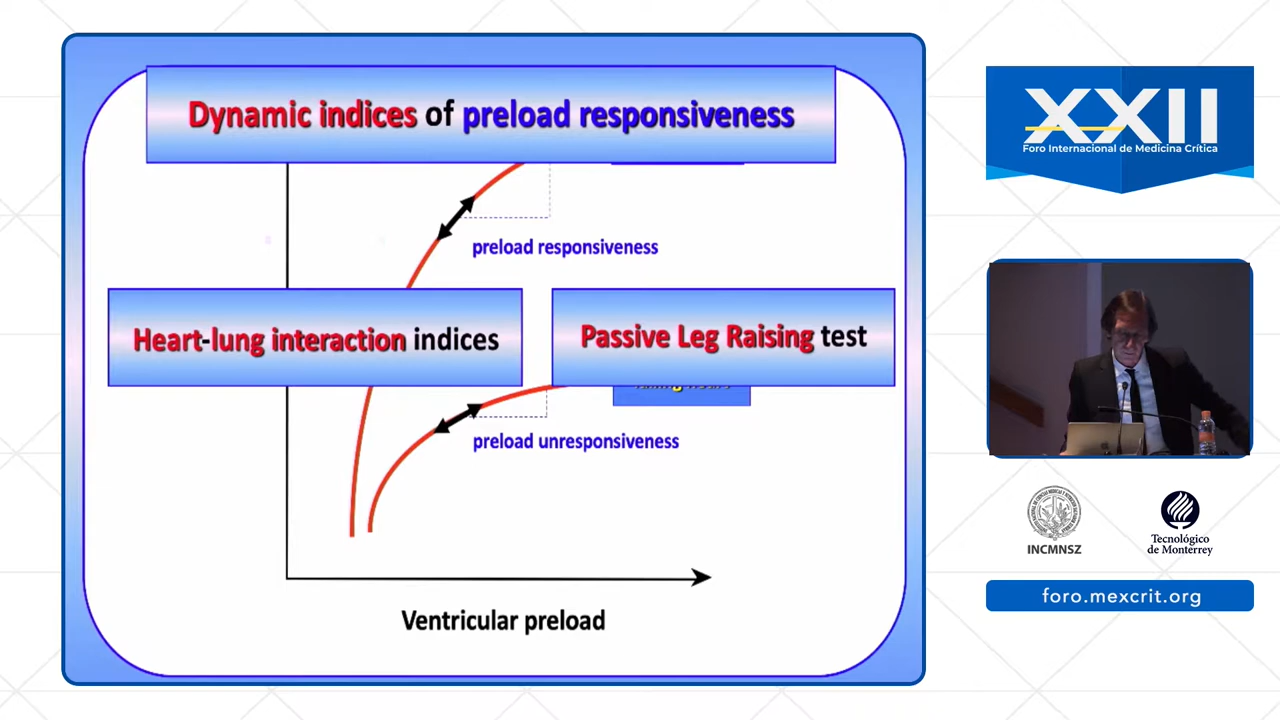 Dynamic indices of preload responsiveness
preload responsiveness
Heart-lung interaction indices
Passive Leg Raising test
preload unresponsiveness
Ventricular preload
XXII
Foro Internacional de Medicina Crítica
INCMNSZ
Tecnológico
de Monterrey
foro.mexcrit.org